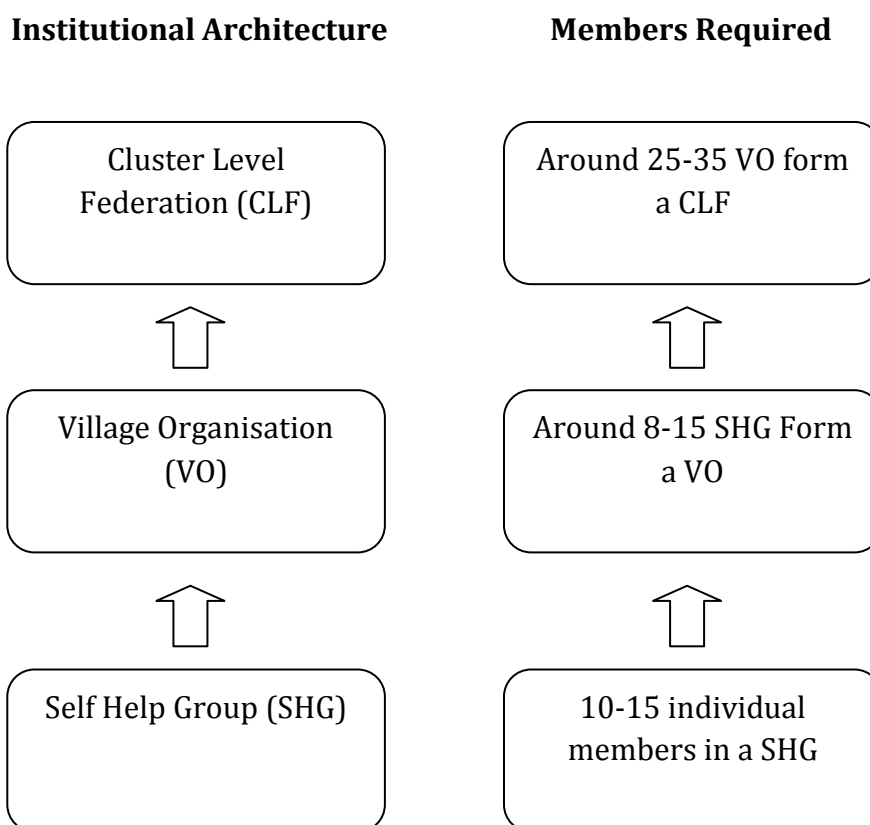 Institutional Architecture
Members Required
Cluster Level
Federation (CLF)
Around 25-35 VO form
a CLF
Village Organisation
(VO)
Around 8-15 SHG Form
a VO
Self Help Group (SHG)
10-15 individual
members in a SHG